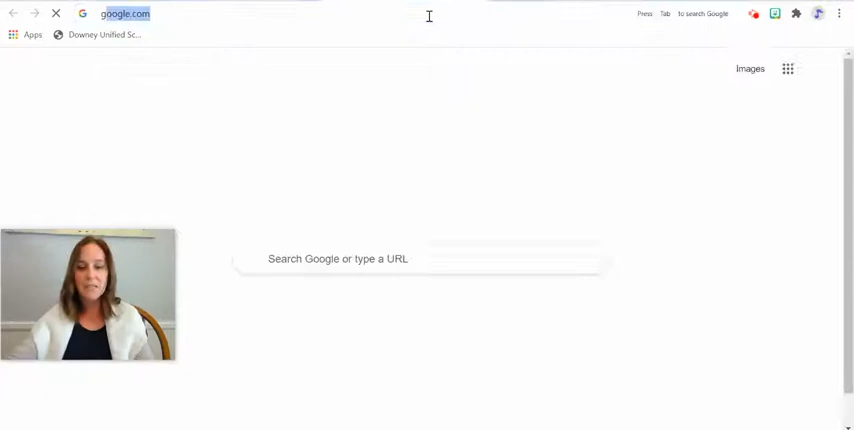 google.com
Press Tab to search Google
Apps
Downey Unified Sc...
Images
Search Google or type a URL